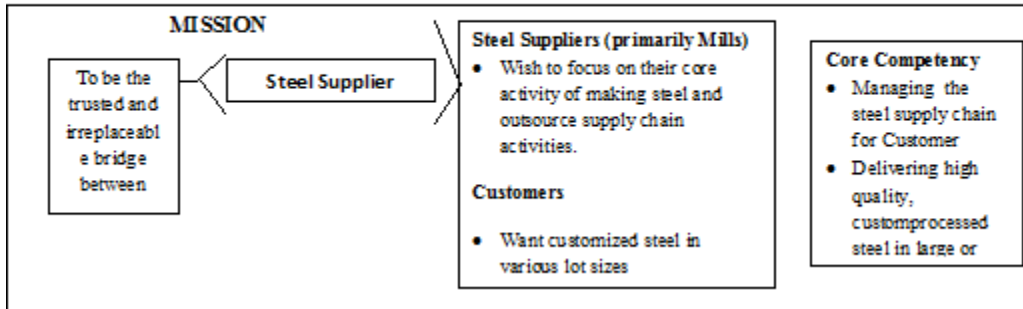 MISSION
To be the
trusted and
irreplaceabl
e bridge
between
Steel Supplier
Steel Suppliers (primarily Mills)
• Wish to focus on their core
activity of making steel and
outsource supply chain
activities.
Customers
• Want customized steel in
various lot sizes
Core Competency
• Managing the
steel supply chain
for Customer
• Delivering high
quality,
customprocessed
steel in large or